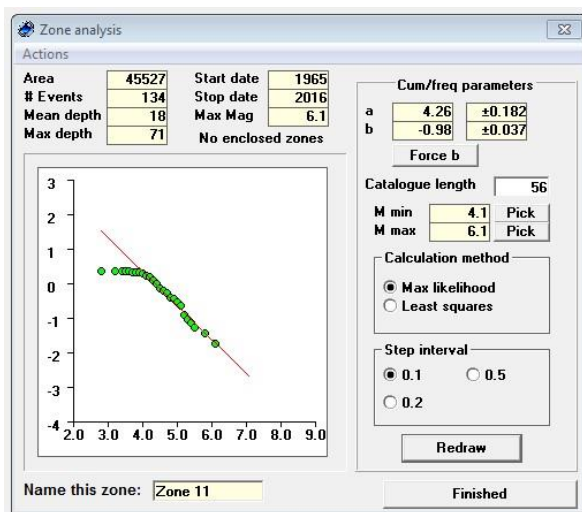 Zone analysis
Actions
Area 45527 Start date 1965
# Events 134 Stop date 2016
Mean depth 18 Max Mag 6.1
Max depth 71 No enclosed zones
Cum/freq parameters
a 4.26 ±0.182
b -0.98 ±0.037
Force b
Catalogue length 56
M min 4.1 Pick
M max 6.1 Pick
Calculation method
Max likelihood
Least squares
Step interval
0.1 0.5
0.2
Redraw
3
2
1
0
-1
-2
-3
-4
2.0 3.0 4.0 5.0 6.0 7.0 8.0 9.0
Name this zone: Zone 11
Finished